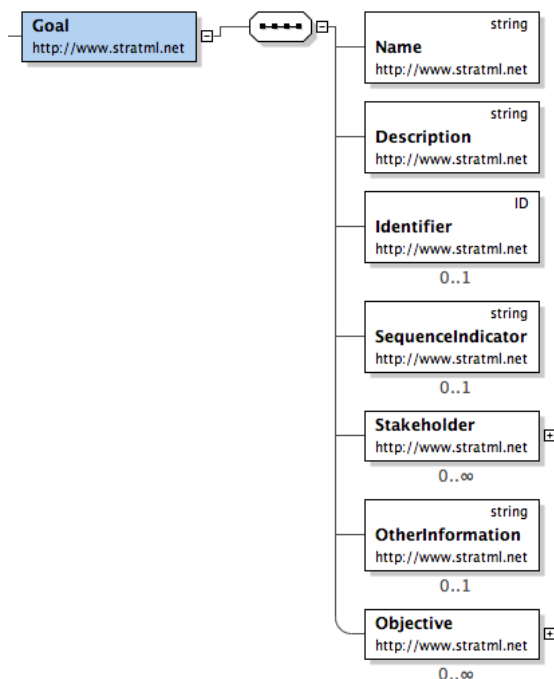 Goal
http://www.stratml.net
string
Name
http://www.stratml.net
string
Description
http://www.stratml.net
ID
Identifier
http://www.stratml.net
0..1
string
SequenceIndicator
http://www.stratml.net
0..1
Stakeholder
http://www.stratml.net
0..∞
string
OtherInformation
http://www.stratml.net
0..1
Objective
http://www.stratml.net
0..∞